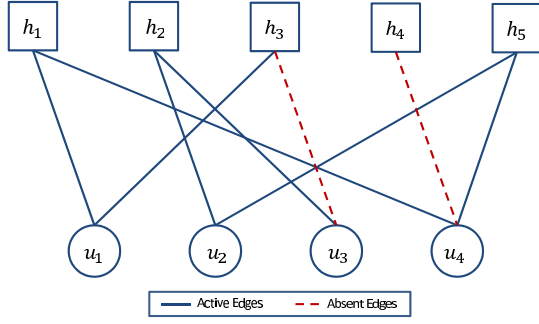 h₁ h₂ h₃ h₄ h₅
u₁ u₂ u₃ u₄
Active Edges Absent Edges